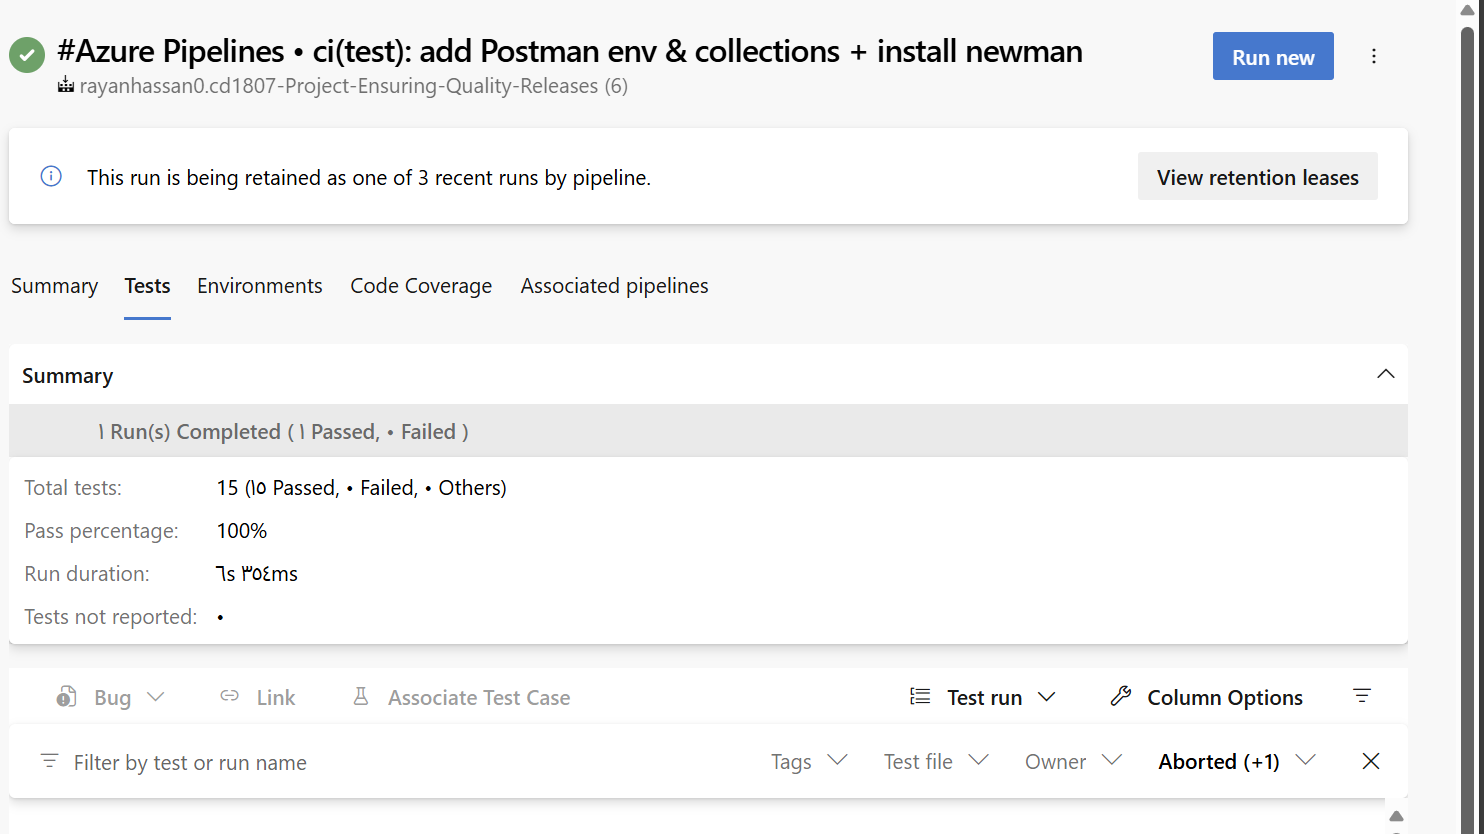 #Azure Pipelines • ci(test): add Postman env & collections + install newman
rayanhassan0.cd1807-Project-Ensuring-Quality-Releases (6)
Run new
This run is being retained as one of 3 recent runs by pipeline.
View retention leases
Summary Tests Environments Code Coverage Associated pipelines
Summary
١ Run(s) Completed ( ١ Passed, ٠ Failed )
Total tests: 15 (١٥ Passed, ٠ Failed, ٠ Others)
Pass percentage: 100%
Run duration: ٦s ٣٥٤ms
Tests not reported: ٠
Bug Link Associate Test Case Test run Column Options
Filter by test or run name Tags Test file Owner Aborted (+1)